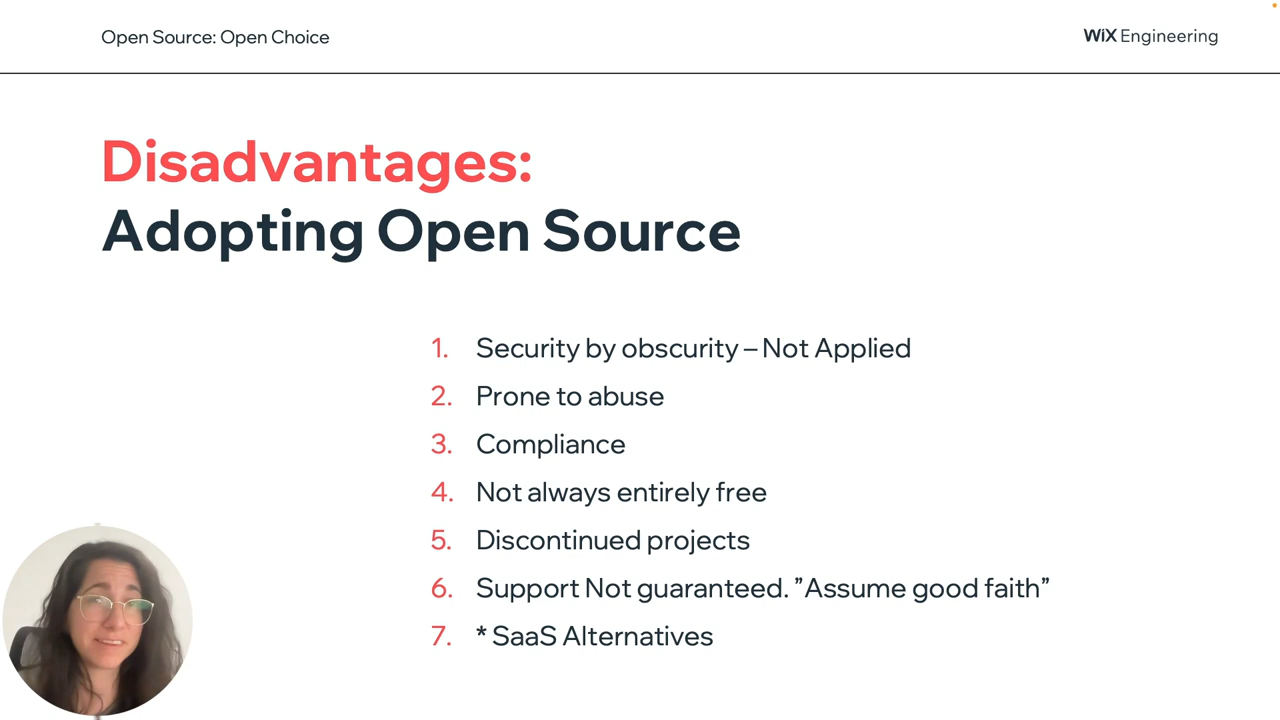 Open Source: Open Choice
WiX Engineering
Disadvantages:
Adopting Open Source
1. Security by obscurity – Not Applied
2. Prone to abuse
3. Compliance
4. Not always entirely free
5. Discontinued projects
6. Support Not guaranteed. ”Assume good faith”
7. * SaaS Alternatives